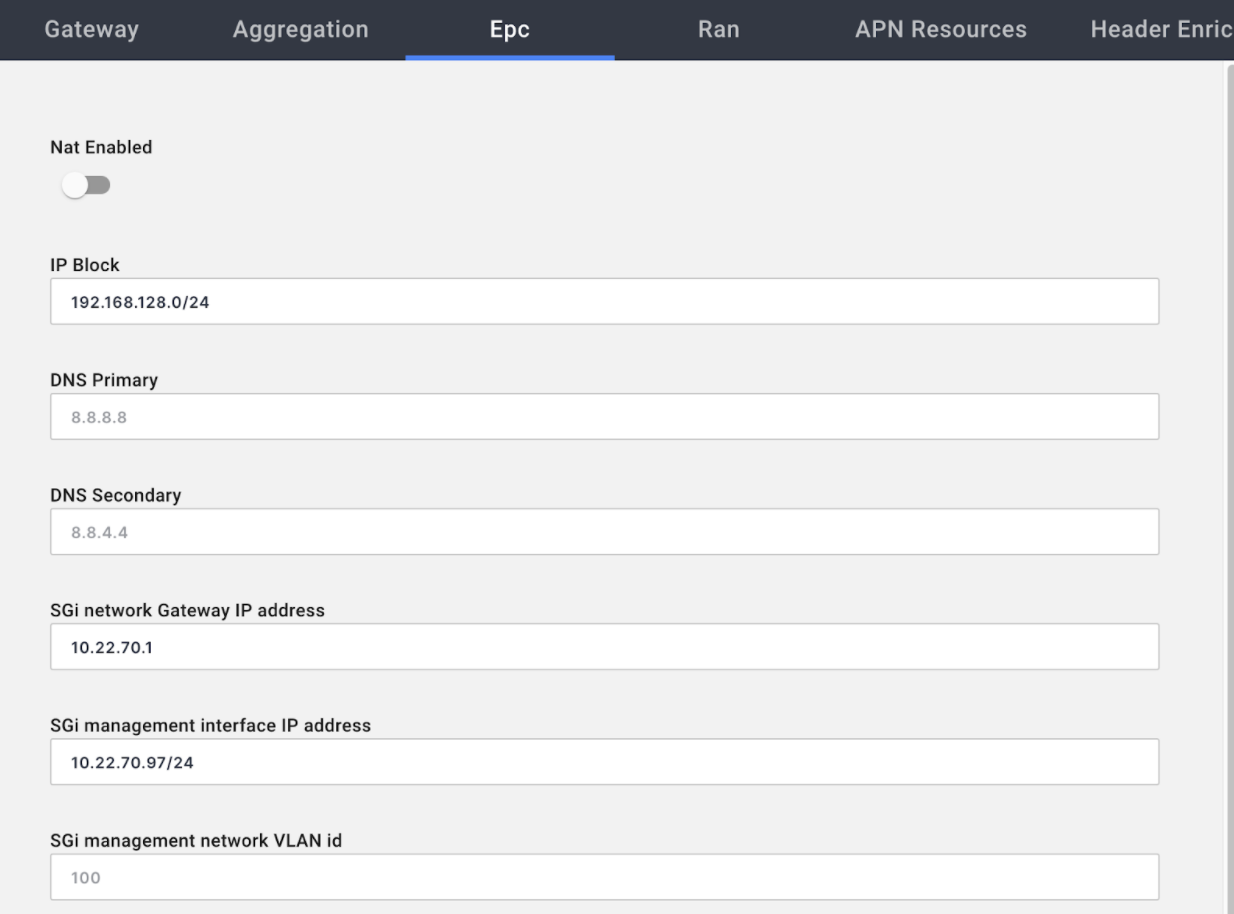 Gateway Aggregation Epc Ran APN Resources Header Enric
Nat Enabled
IP Block
192.168.128.0/24
DNS Primary
8.8.8.8
DNS Secondary
8.8.4.4
SGi network Gateway IP address
10.22.70.1
SGi management interface IP address
10.22.70.97/24
SGi management network VLAN id
100